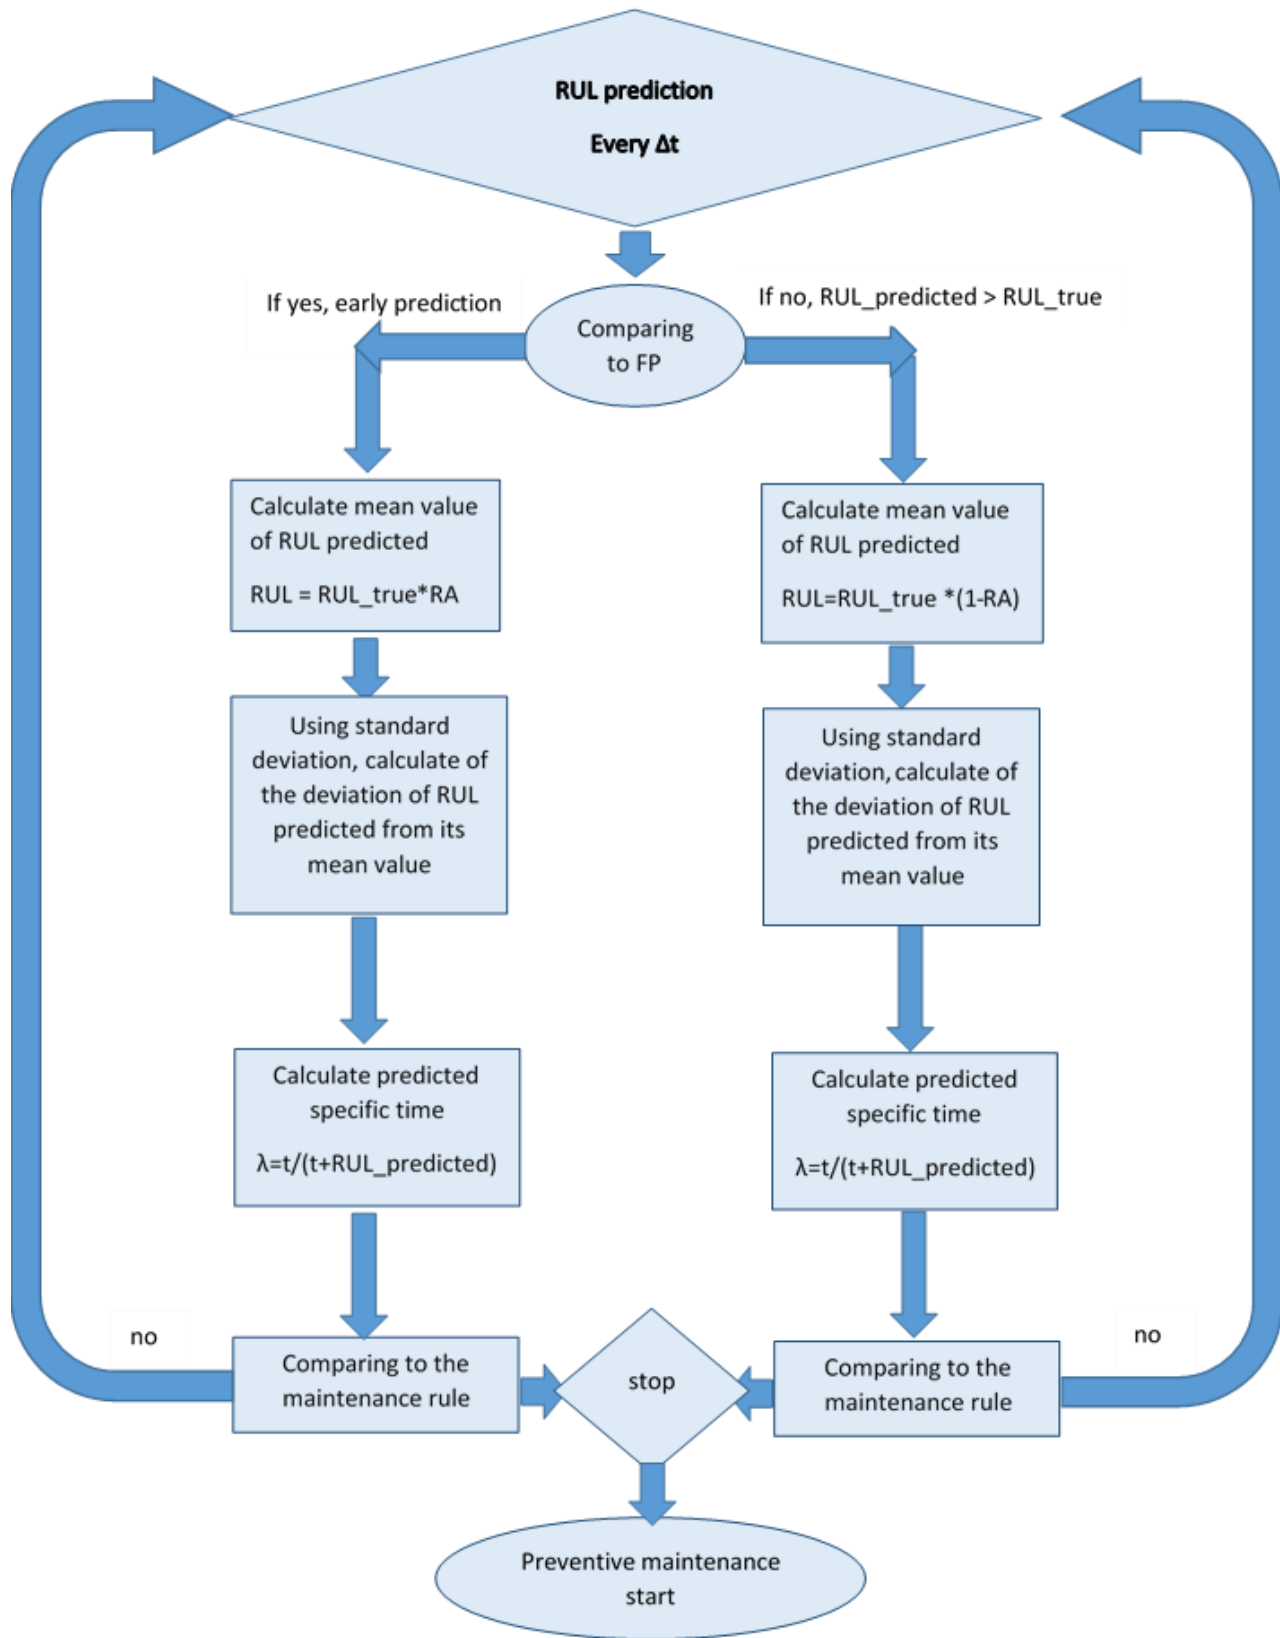 RUL prediction
Every Δt
If yes, early prediction
If no, RUL_predicted > RUL_true
Comparing
to FP
Calculate mean value
of RUL predicted
RUL = RUL_true*RA
Calculate mean value
of RUL predicted
RUL=RUL_true *(1-RA)
Using standard
deviation, calculate of
the deviation of RUL
predicted from its
mean value
Using standard
deviation, calculate of
the deviation of RUL
predicted from its
mean value
Calculate predicted
specific time
λ=t/(t+RUL_predicted)
Calculate predicted
specific time
λ=t/(t+RUL_predicted)
no
no
Comparing to the
maintenance rule
stop
Comparing to the
maintenance rule
Preventive maintenance
start